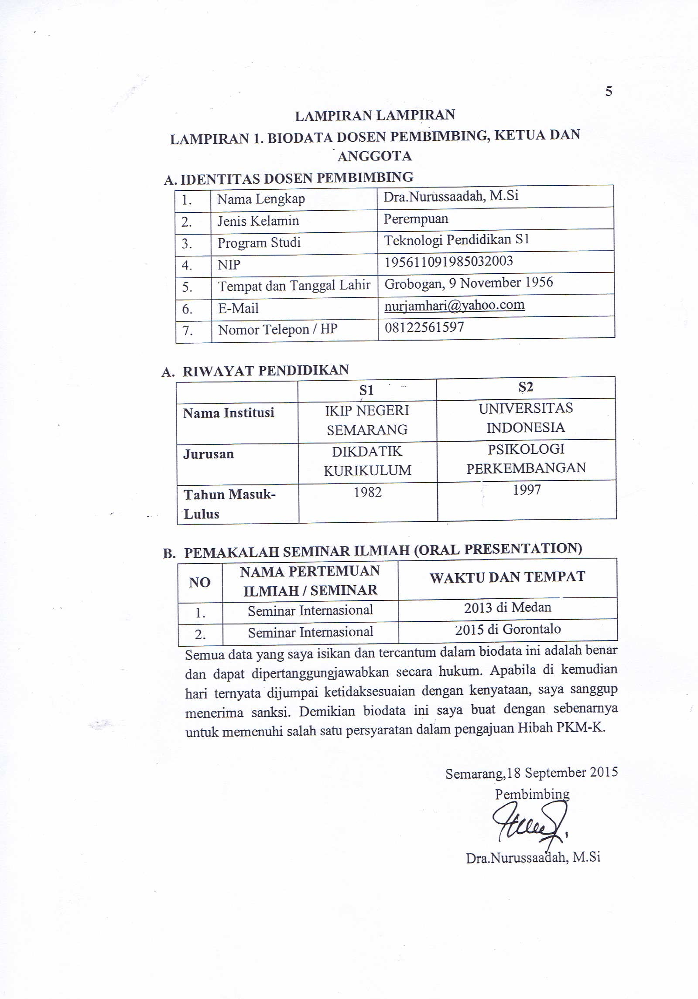 5
LAMPIRAN LAMPIRAN
LAMPIRAN 1. BIODATA DOSEN PEMBIMBING, KETUA DAN
ANGGOTA
A. IDENTITAS DOSEN PEMBIMBING
1. Nama Lengkap Dra.Nurussaadah, M.Si
2. Jenis Kelamin Perempuan
3. Program Studi Teknologi Pendidikan S1
4. NIP 195611091985032003
5. Tempat dan Tanggal Lahir Grobogan, 9 November 1956
6. E-Mail nurjamhari@yahoo.com
7. Nomor Telepon / HP 08122561597
A. RIWAYAT PENDIDIKAN
S1 S2
Nama Institusi IKIP NEGERI UNIVERSITAS
SEMARANG INDONESIA
Jurusan DIKDATIK PSIKOLOGI
KURIKULUM PERKEMBANGAN
Tahun Masuk- 1982 1997
Lulus
B. PEMAKALAH SEMINAR ILMIAH (ORAL PRESENTATION)
NO NAMA PERTEMUAN WAKTU DAN TEMPAT
ILMIAH / SEMINAR
1. Seminar Internasional 2013 di Medan
2. Seminar Internasional 2015 di Gorontalo
Semua data yang saya isikan dan tercantum dalam biodata ini adalah benar
dan dapat dipertanggungjawabkan secara hukum. Apabila di kemudian
hari ternyata dijumpai ketidaksesuaian dengan kenyataan, saya sanggup
menerima sanksi. Demikian biodata ini saya buat dengan sebenarnya
untuk memenuhi salah satu persyaratan dalam pengajuan Hibah PKM-K.
Semarang,18 September 2015
Pembimbing
Dra.Nurussaadah, M.Si